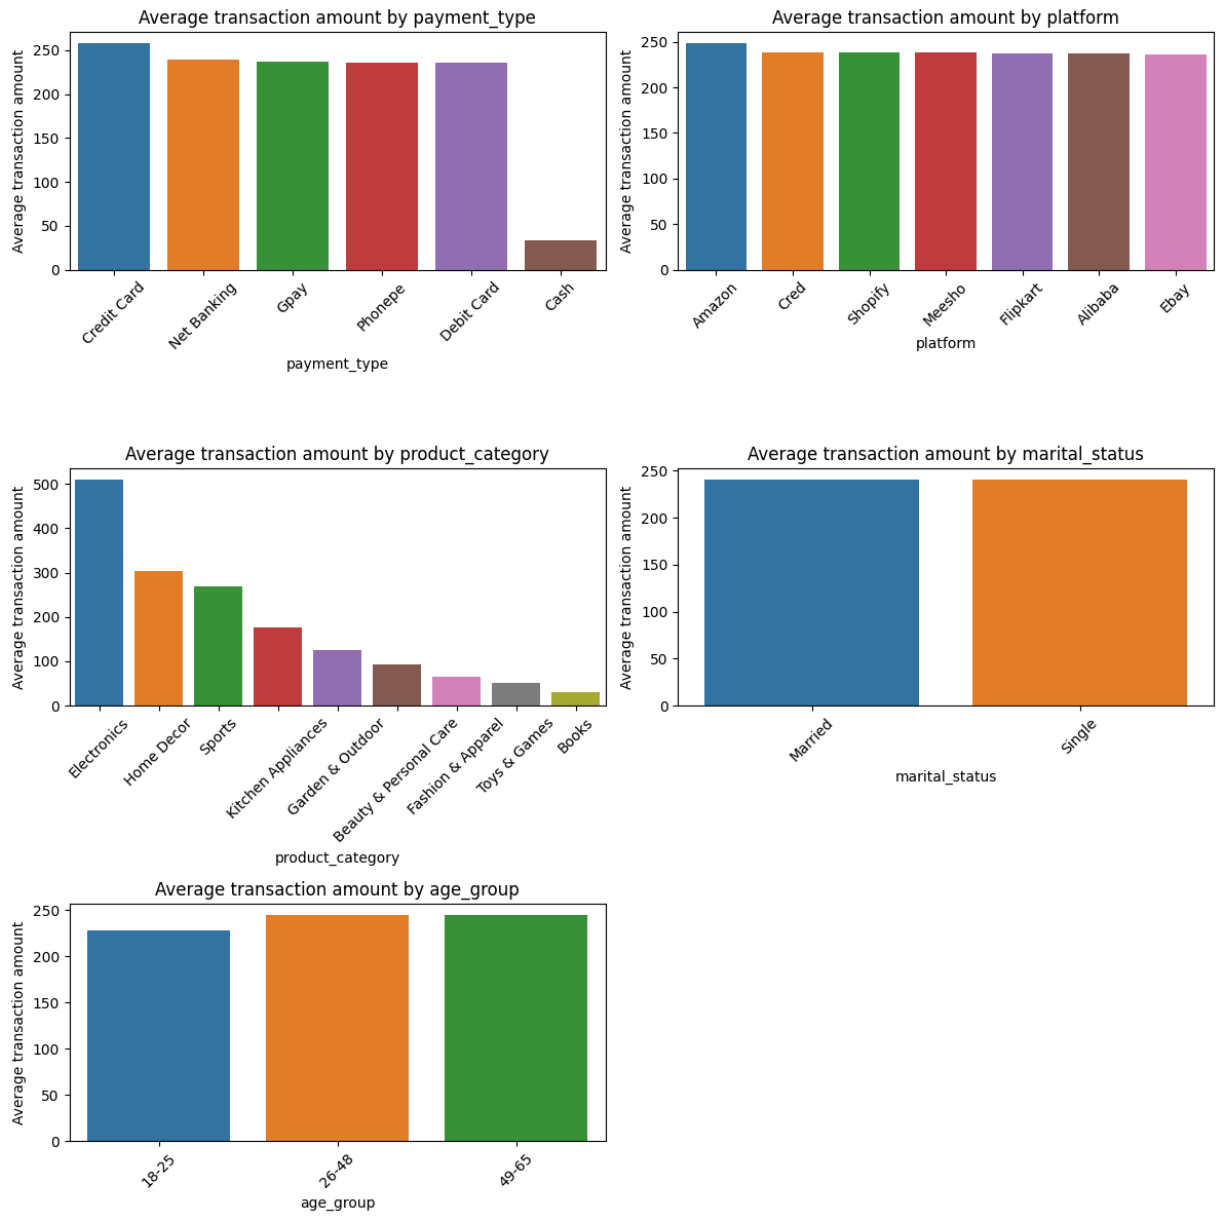 Average transaction amount by payment_type
Average transaction amount
250
200
150
100
50
0
Credit Card
Net Banking
Gpay
Phonepe
Debit Card
Cash
payment_type
Average transaction amount by platform
Average transaction amount
250
200
150
100
50
0
Amazon
Cred
Shopify
Meesho
Flipkart
Alibaba
Ebay
platform
Average transaction amount by product_category
Average transaction amount
500
400
300
200
100
0
Electronics
Home Decor
Sports
Kitchen Appliances
Garden & Outdoor
Beauty & Personal Care
Fashion & Apparel
Toys & Games
Books
product_category
Average transaction amount by marital_status
Average transaction amount
250
200
150
100
50
0
Married
Single
marital_status
Average transaction amount by age_group
Average transaction amount
250
200
150
100
50
0
18-25
26-48
49-65
age_group